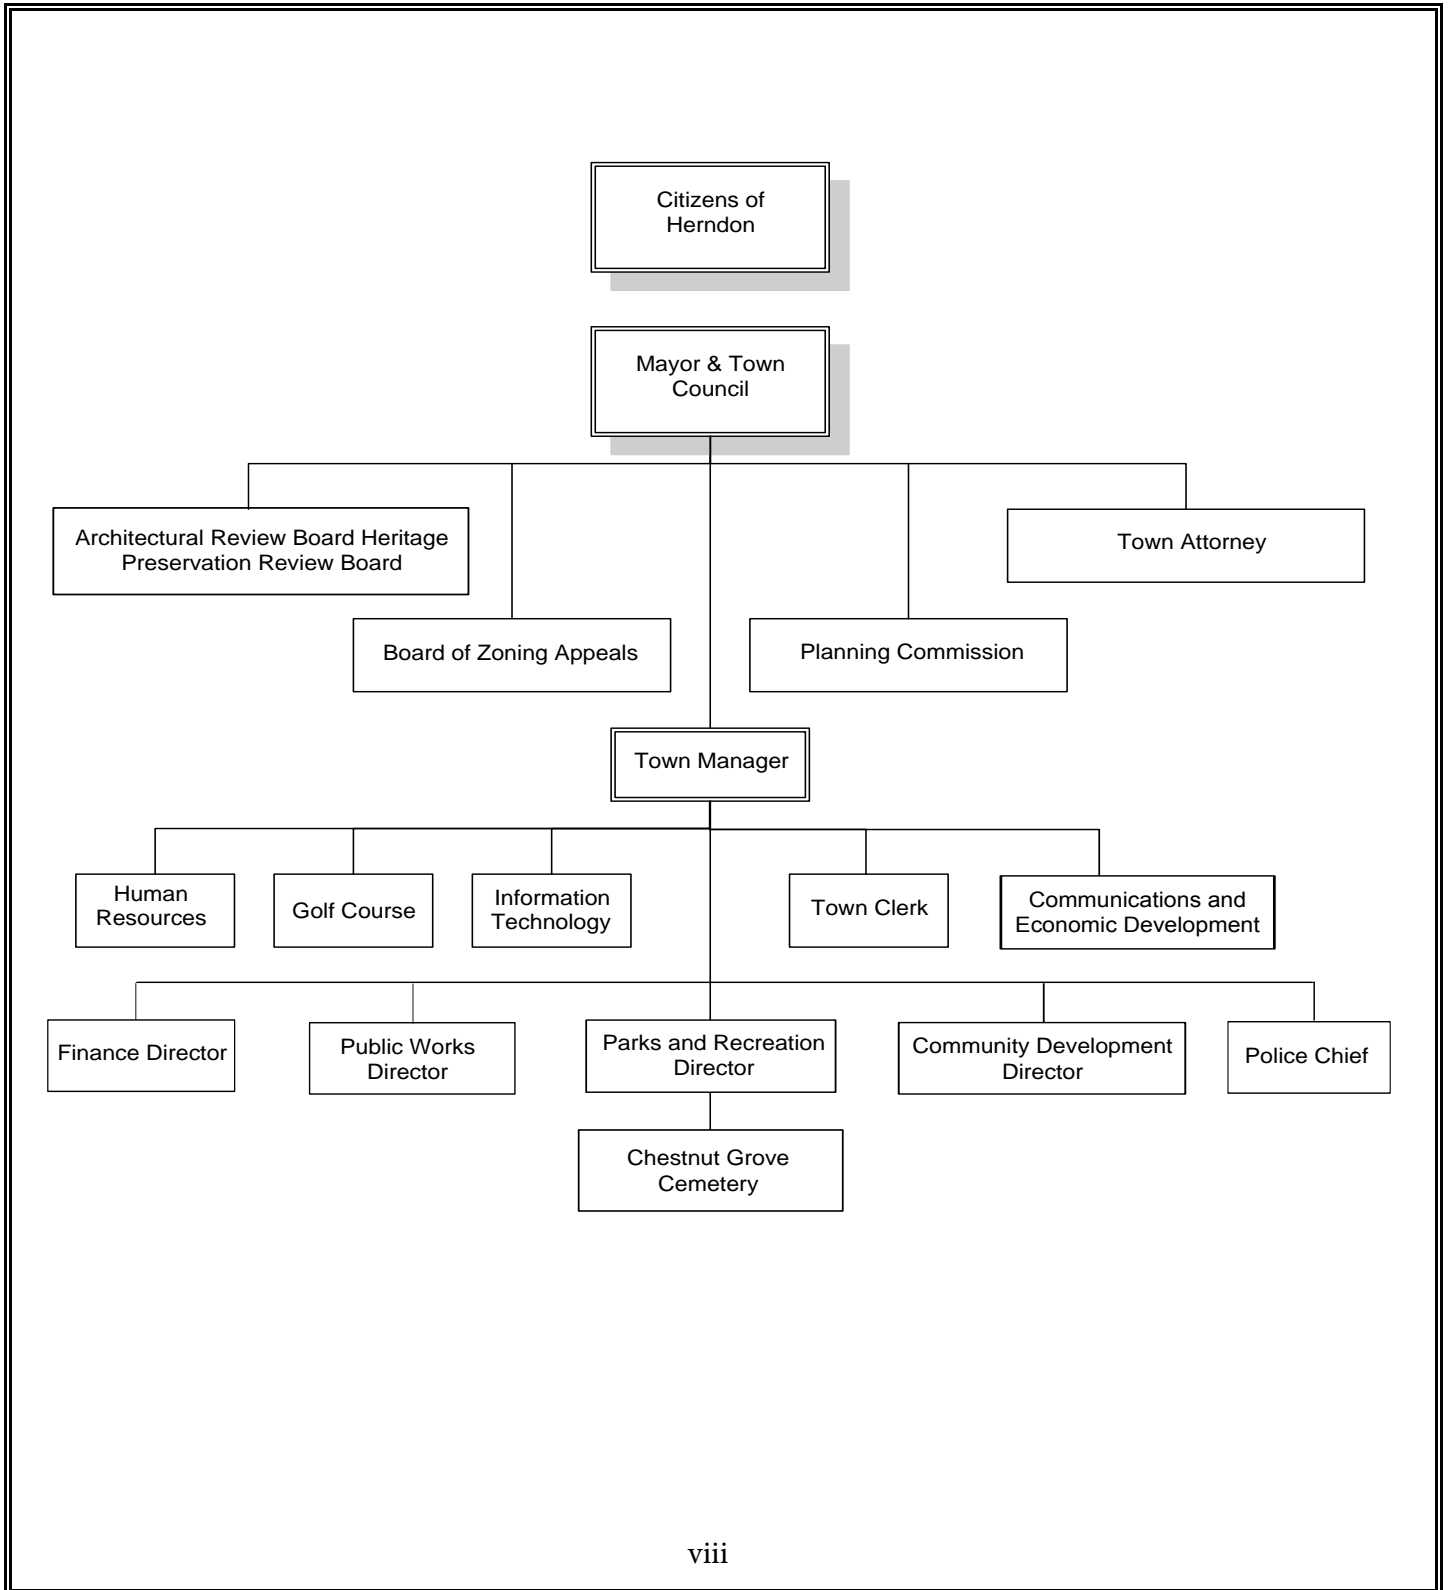 Citizens of
Herndon
Mayor & Town
Council
Architectural Review Board Heritage
Preservation Review Board
Town Attorney
Board of Zoning Appeals
Planning Commission
Town Manager
Human
Resources
Golf Course
Information
Technology
Town Clerk
Communications and
Economic Development
Finance Director
Public Works
Director
Parks and Recreation
Director
Community Development
Director
Police Chief
Chestnut Grove
Cemetery
viii